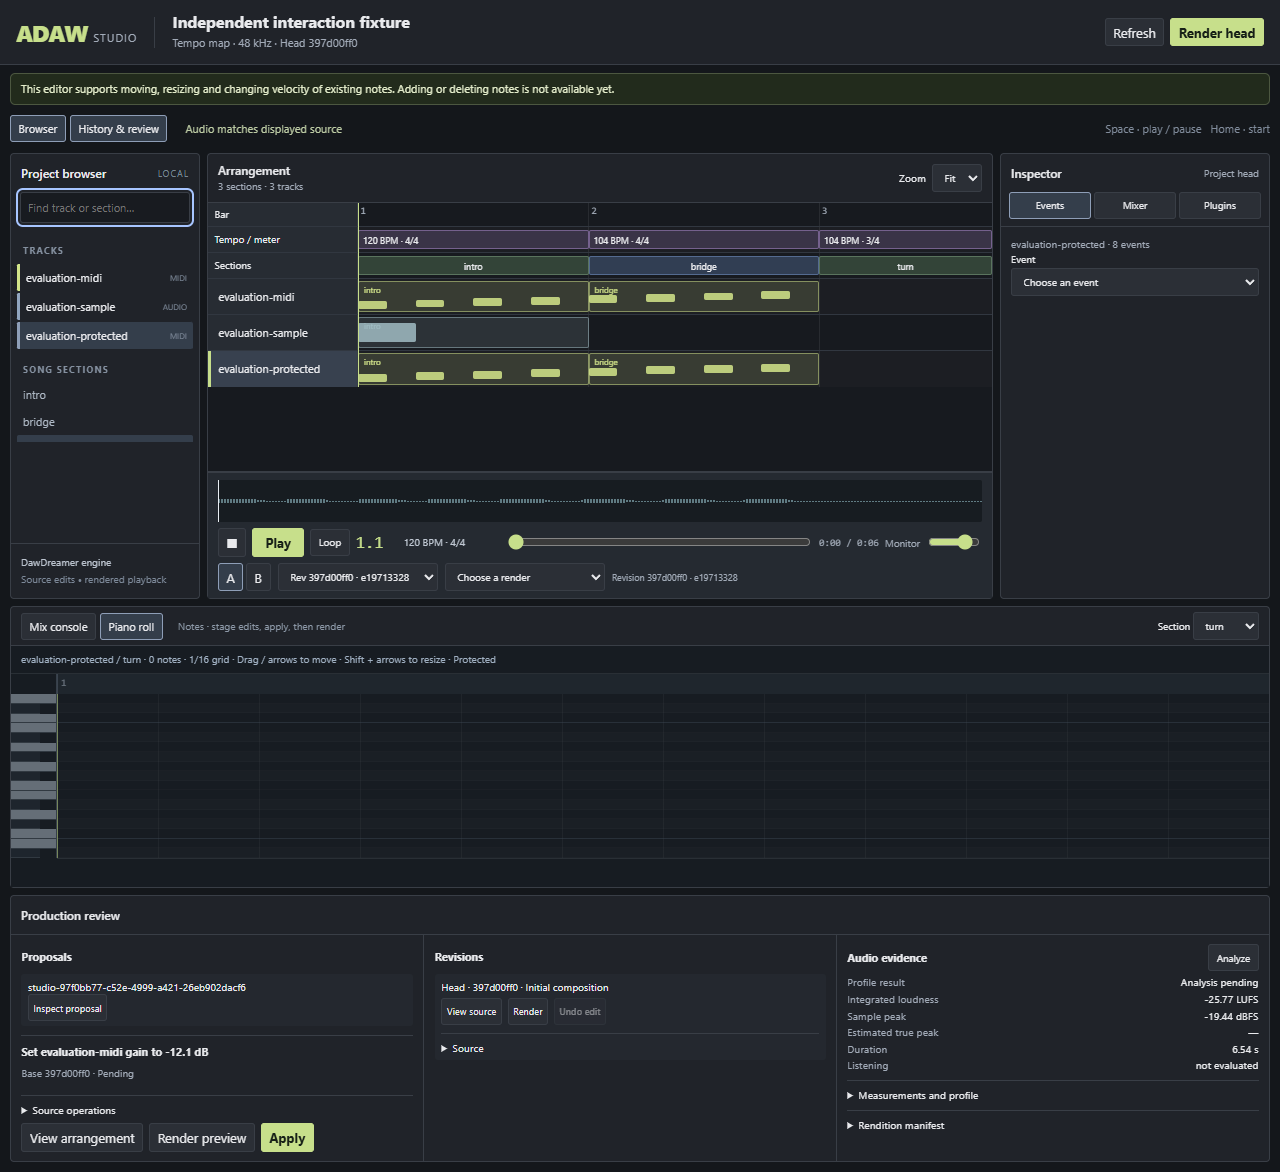 ADAW STUDIO
Independent interaction fixture
Tempo map · 48 kHz · Head 397d00ff0
Refresh
Render head
This editor supports moving, resizing and changing velocity of existing notes. Adding or deleting notes is not available yet.
Browser
History & review
Audio matches displayed source
Space · play / pause Home · start
Project browser
LOCAL
Find track or section...
TRACKS
evaluation-midi MIDI
evaluation-sample AUDIO
evaluation-protected MIDI
SONG SECTIONS
intro
bridge
DawDreamer engine
Source edits • rendered playback
Arrangement
3 sections · 3 tracks
Zoom
Fit
Bar 1 2 3
Tempo / meter 120 BPM · 4/4 104 BPM · 4/4 104 BPM · 3/4
Sections intro bridge turn
evaluation-midi intro bridge
evaluation-sample
evaluation-protected intro bridge
Play
Loop
1.1
120 BPM · 4/4
0:00 / 0:06
Monitor
A
B
Rev 397d00ff0 · e19713328
Choose a render
Revision 397d00ff0 · e19713328
Inspector
Project head
Events
Mixer
Plugins
evaluation-protected · 8 events
Event
Choose an event
Mix console
Piano roll
Notes · stage edits, apply, then render
Section
turn
evaluation-protected / turn · 0 notes · 1/16 grid · Drag / arrows to move · Shift + arrows to resize · Protected
1
Production review
Proposals
studio-97f0bb77-c52e-4999-a421-26eb902dacf6
Inspect proposal
Set evaluation-midi gain to -12.1 dB
Base 397d00ff0 · Pending
Source operations
View arrangement
Render preview
Apply
Revisions
Head · 397d00ff0 · Initial composition
View source
Render
Undo edit
Source
Audio evidence
Analyze
Profile result Analysis pending
Integrated loudness -25.77 LUFS
Sample peak -19.44 dBFS
Estimated true peak —
Duration 6.54 s
Listening not evaluated
Measurements and profile
Rendition manifest